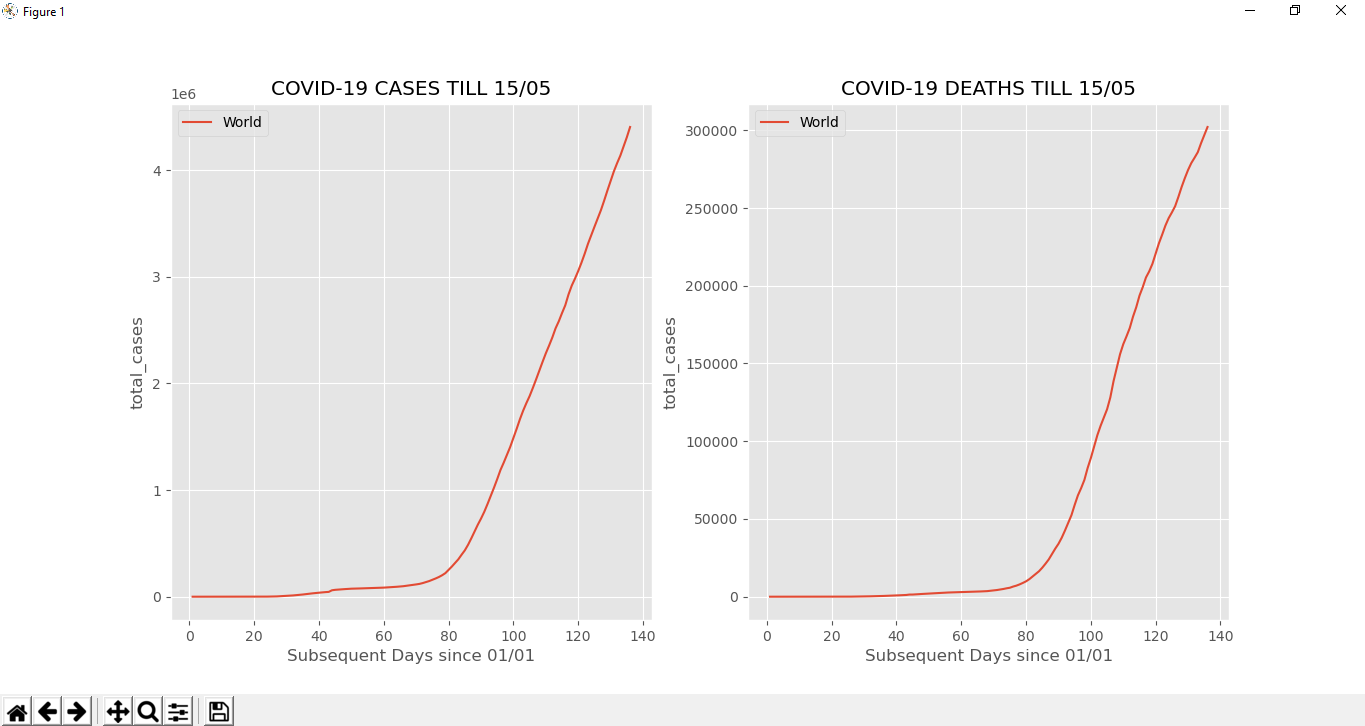 Figure 1
COVID-19 CASES TILL 15/05
1e6
World
4
3
2
1
0
total_cases
0 20 40 60 80 100 120 140
Subsequent Days since 01/01
COVID-19 DEATHS TILL 15/05
World
300000
250000
200000
150000
100000
50000
0
total_cases
0 20 40 60 80 100 120 140
Subsequent Days since 01/01